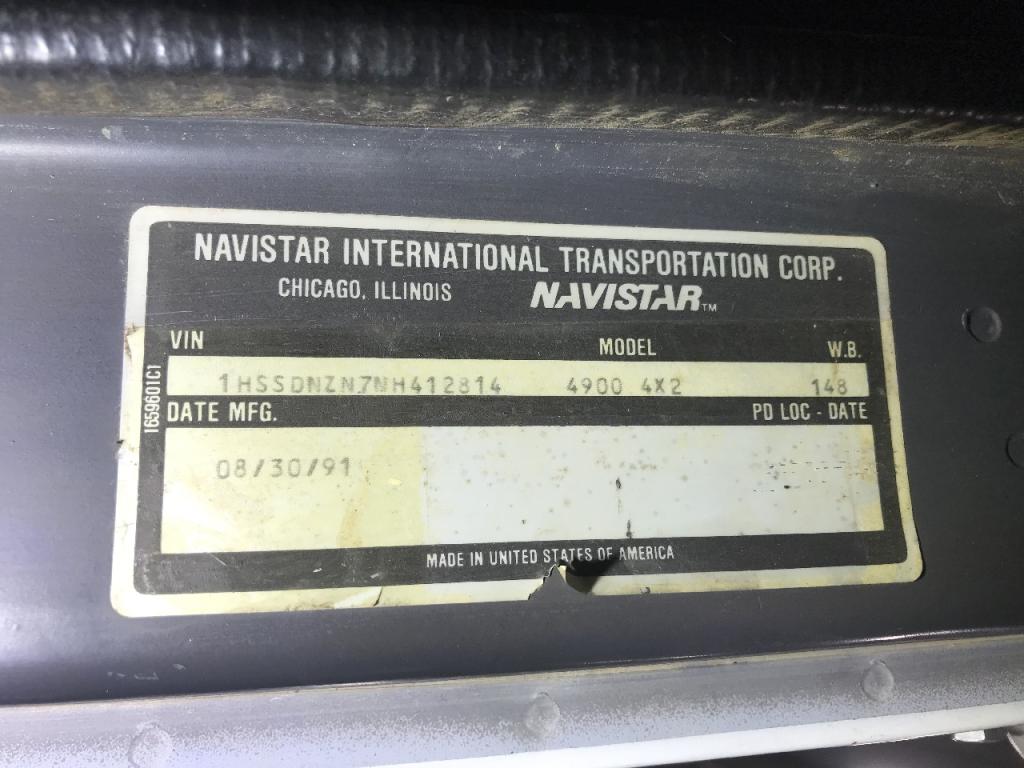 NAVISTAR INTERNATIONAL TRANSPORTATION CORP.
CHICAGO, ILLINOIS NAVISTAR™
VIN MODEL W.B.
1HSSDNZN7NH412814 4900 4X2 148
1659601C1
DATE MFG. PD LOC - DATE
08/30/91
MADE IN UNITED STATES OF AMERICA